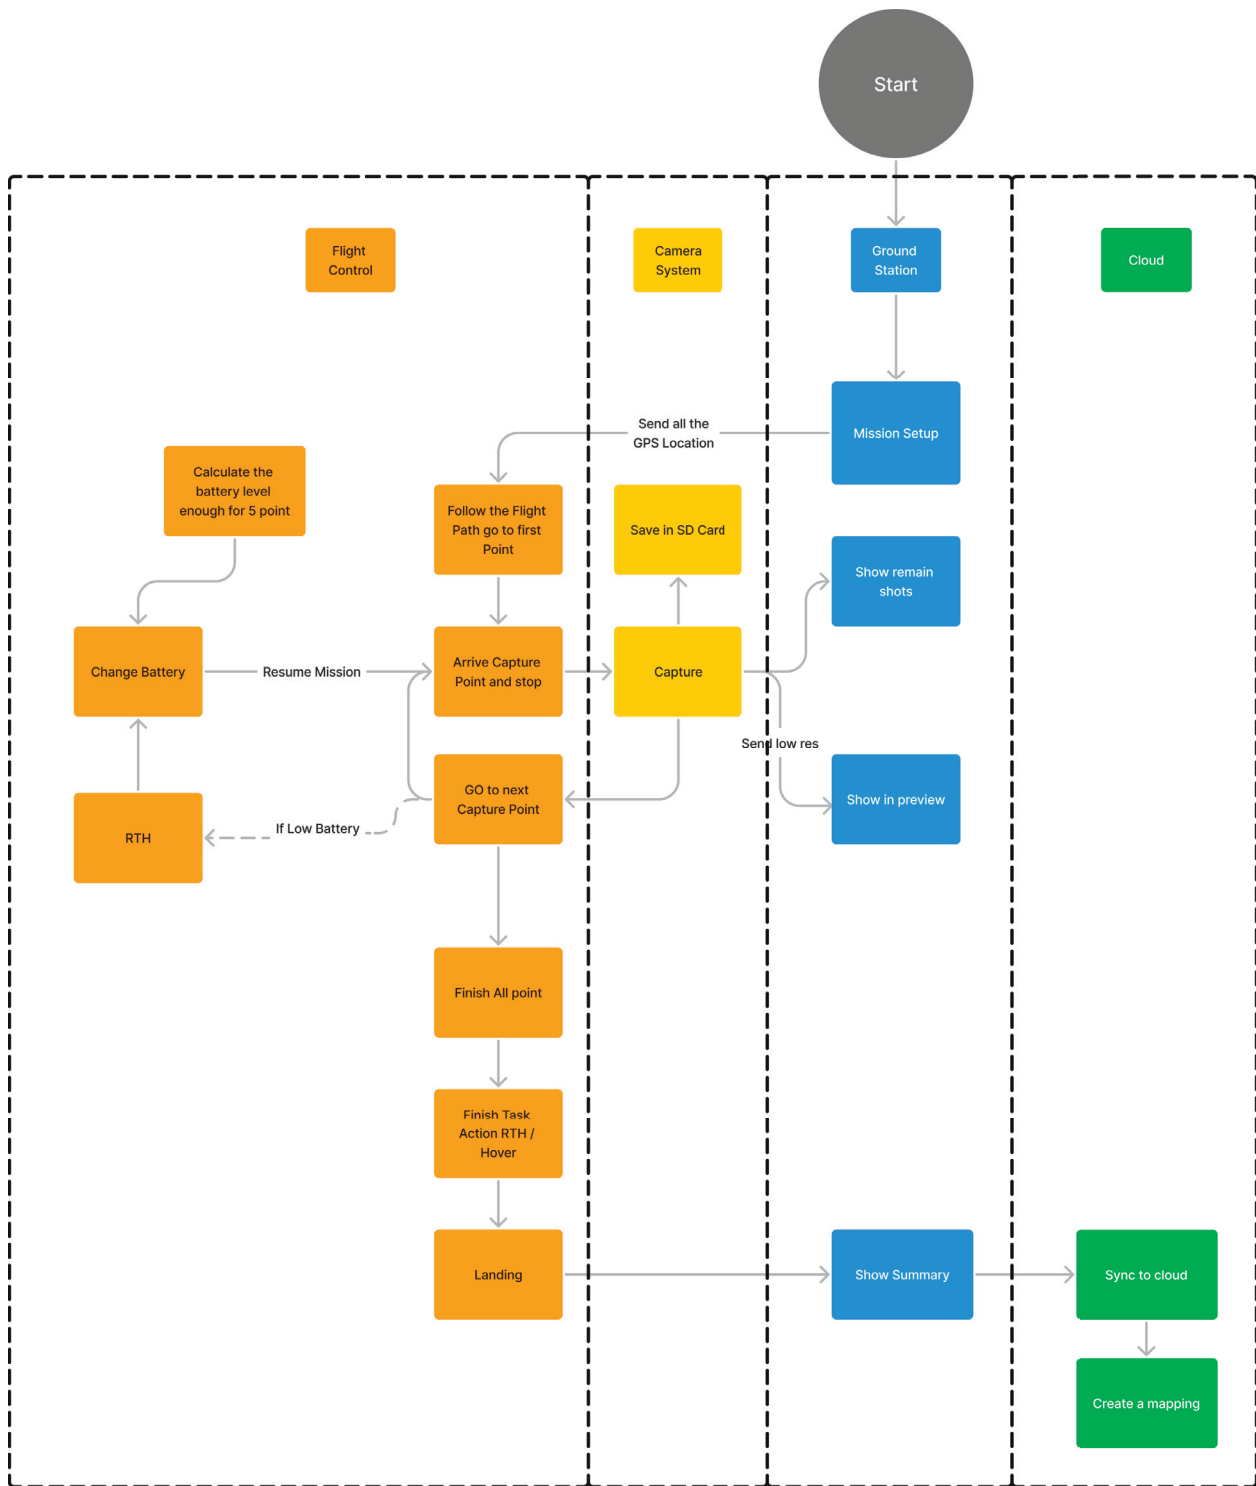 Start
Flight
Control
Camera
System
Ground
Station
Cloud
Send all the
GPS Location
Mission Setup
Calculate the
battery level
enough for 5 point
Follow the Flight
Path go to first
Point
Save in SD Card
Show remain
shots
Change Battery
Resume Mission
Arrive Capture
Point and stop
Capture
Send low res
GO to next
Capture Point
Show in preview
If Low Battery
RTH
Finish All point
Finish Task
Action RTH /
Hover
Landing
Show Summary
Sync to cloud
Create a mapping